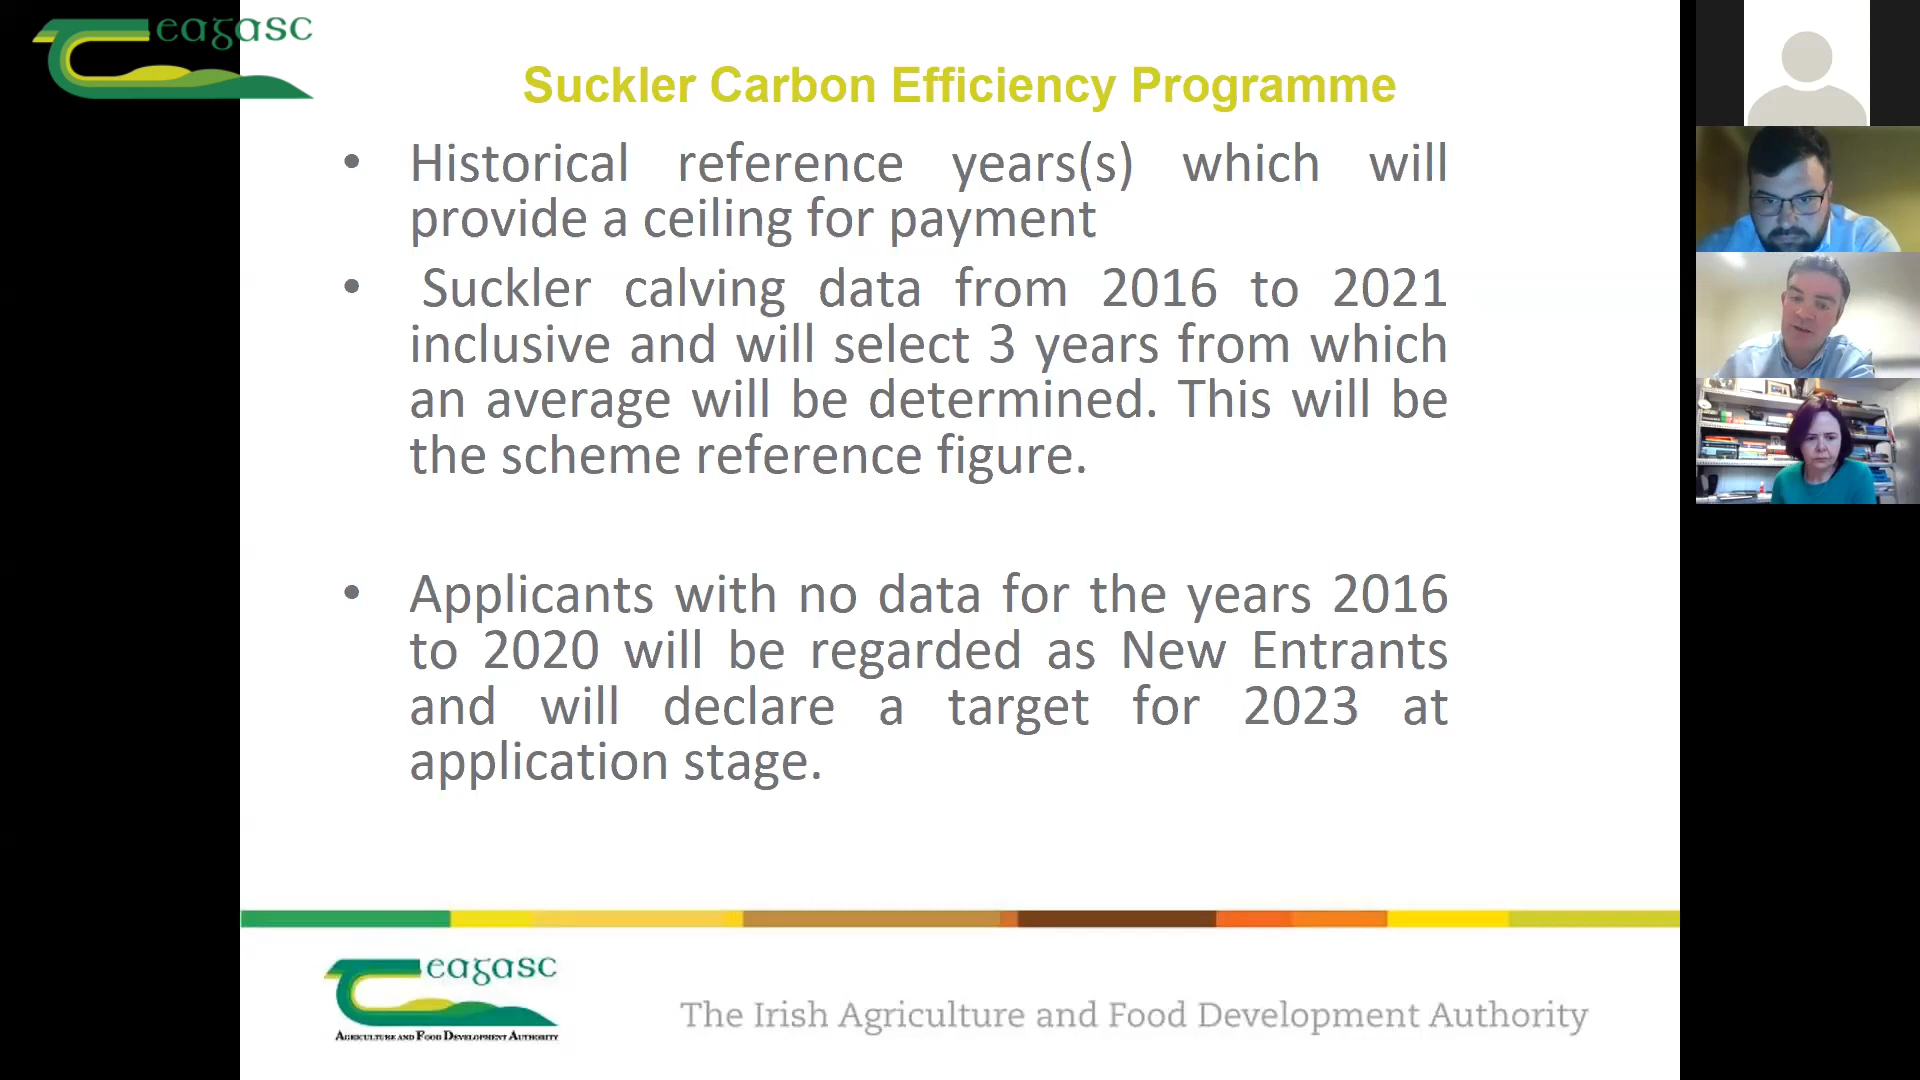 eagasc
Suckler Carbon Efficiency Programme
• Historical reference years(s) which will
provide a ceiling for payment
• Suckler calving data from 2016 to 2021
inclusive and will select 3 years from which
an average will be determined. This will be
the scheme reference figure.
• Applicants with no data for the years 2016
to 2020 will be regarded as New Entrants
and will declare a target for 2023 at
application stage.
eagasc
AGRICULTURE AND FOOD DEVELOPMENT AUTHORITY
The Irish Agriculture and Food Development Authority